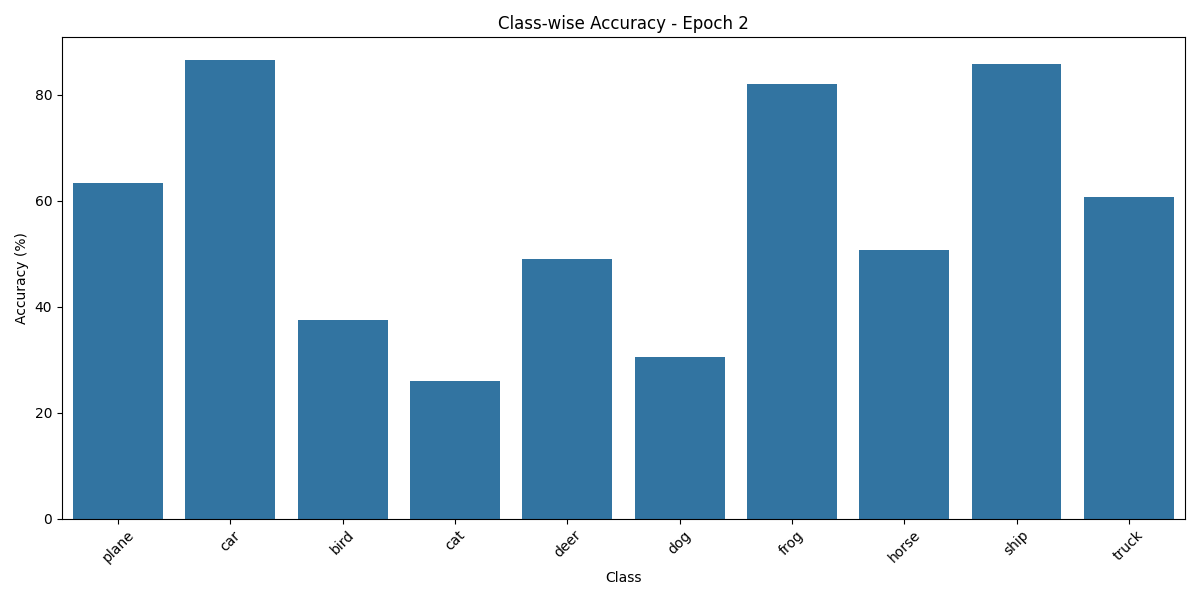 Class-wise Accuracy - Epoch 2
Accuracy (%)
80
60
40
20
0
plane
car
bird
cat
deer
dog
frog
horse
ship
truck
Class